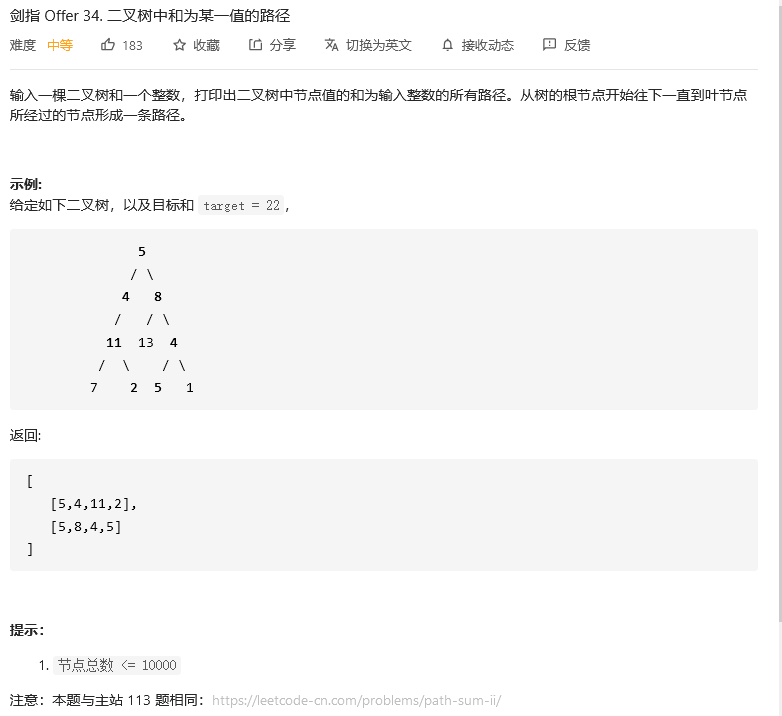 剑指 Offer 34. 二叉树中和为某一值的路径
难度 中等 183 收藏 分享 切换为英文 接收动态 反馈
输入一棵二叉树和一个整数，打印出二叉树中节点值的和为输入整数的所有路径。从树的根节点开始往下一直到叶节点
所经过的节点形成一条路径。
示例:
给定如下二叉树，以及目标和 target = 22，
5
/ \
4 8
/ / \
11 13 4
/ \ / \
7 2 5 1
返回:
[
[5,4,11,2],
[5,8,4,5]
]
提示：
1. 节点总数 <= 10000
注意：本题与主站 113 题相同：https://leetcode-cn.com/problems/path-sum-ii/